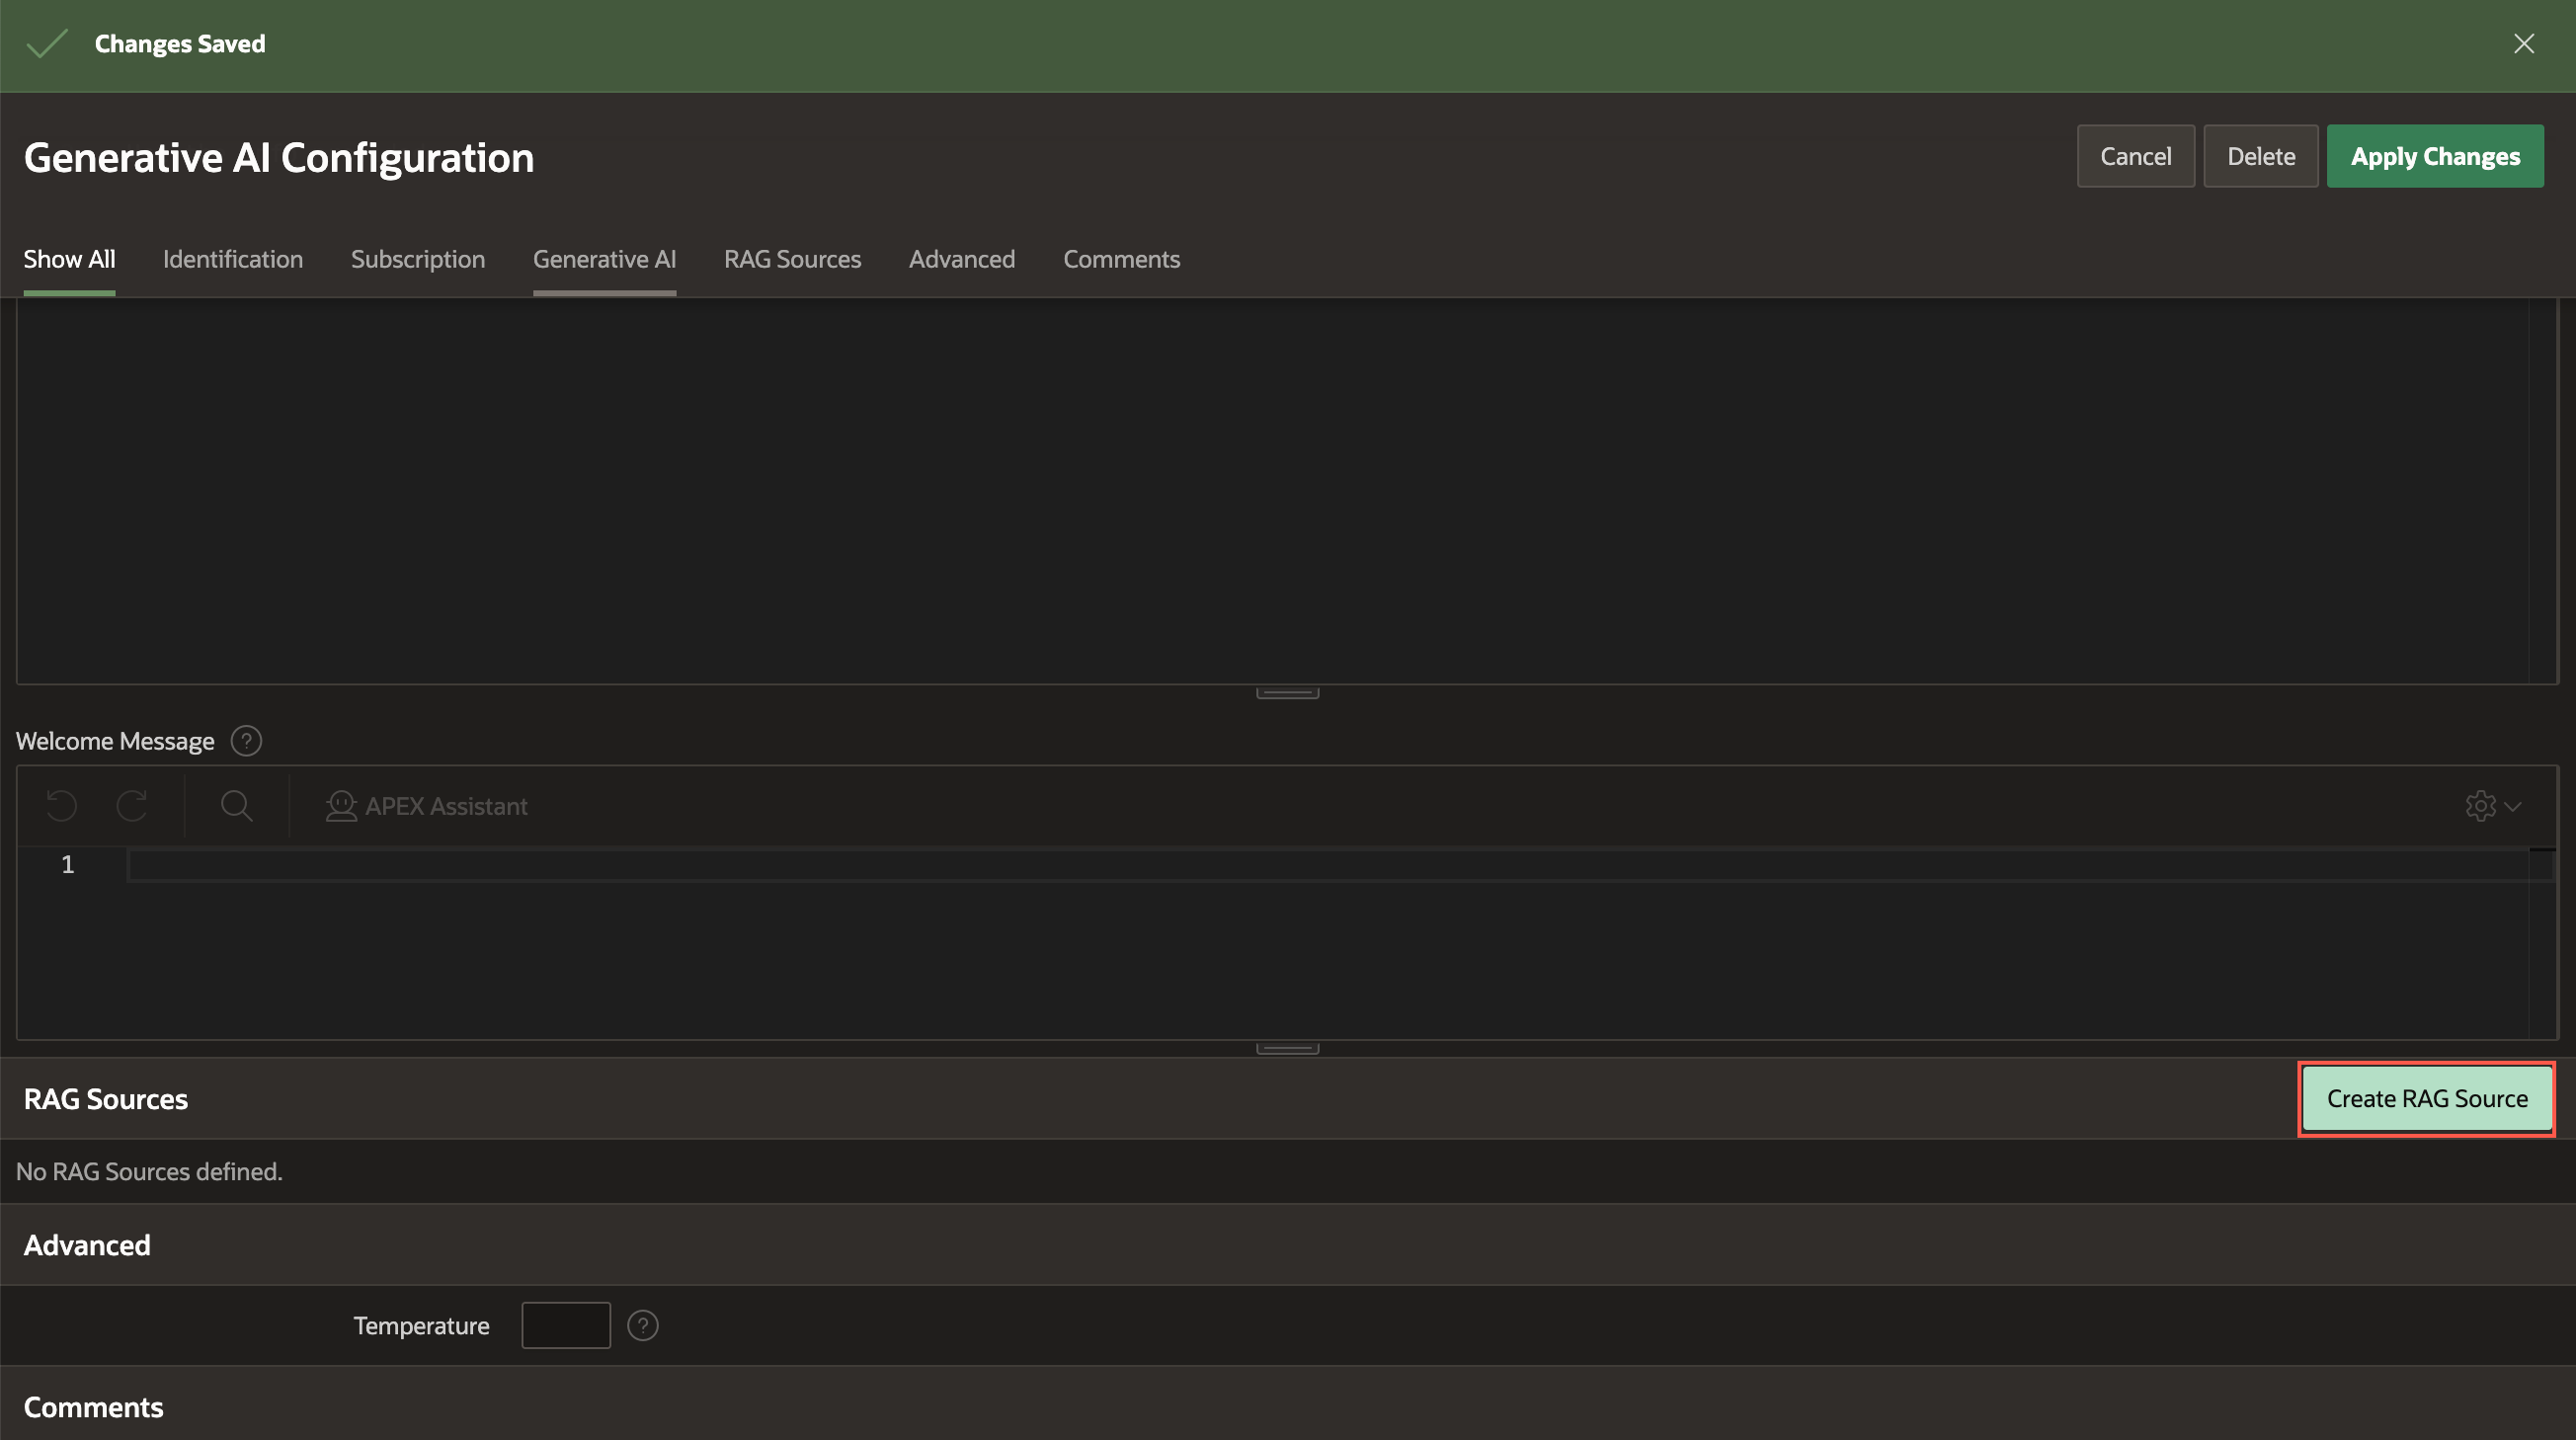 Changes Saved
Generative AI Configuration
Cancel
Delete
Apply Changes
Show All
Identification
Subscription
Generative AI
RAG Sources
Advanced
Comments
Welcome Message ?
APEX Assistant
1
RAG Sources
Create RAG Source
No RAG Sources defined.
Advanced
Temperature ?
Comments